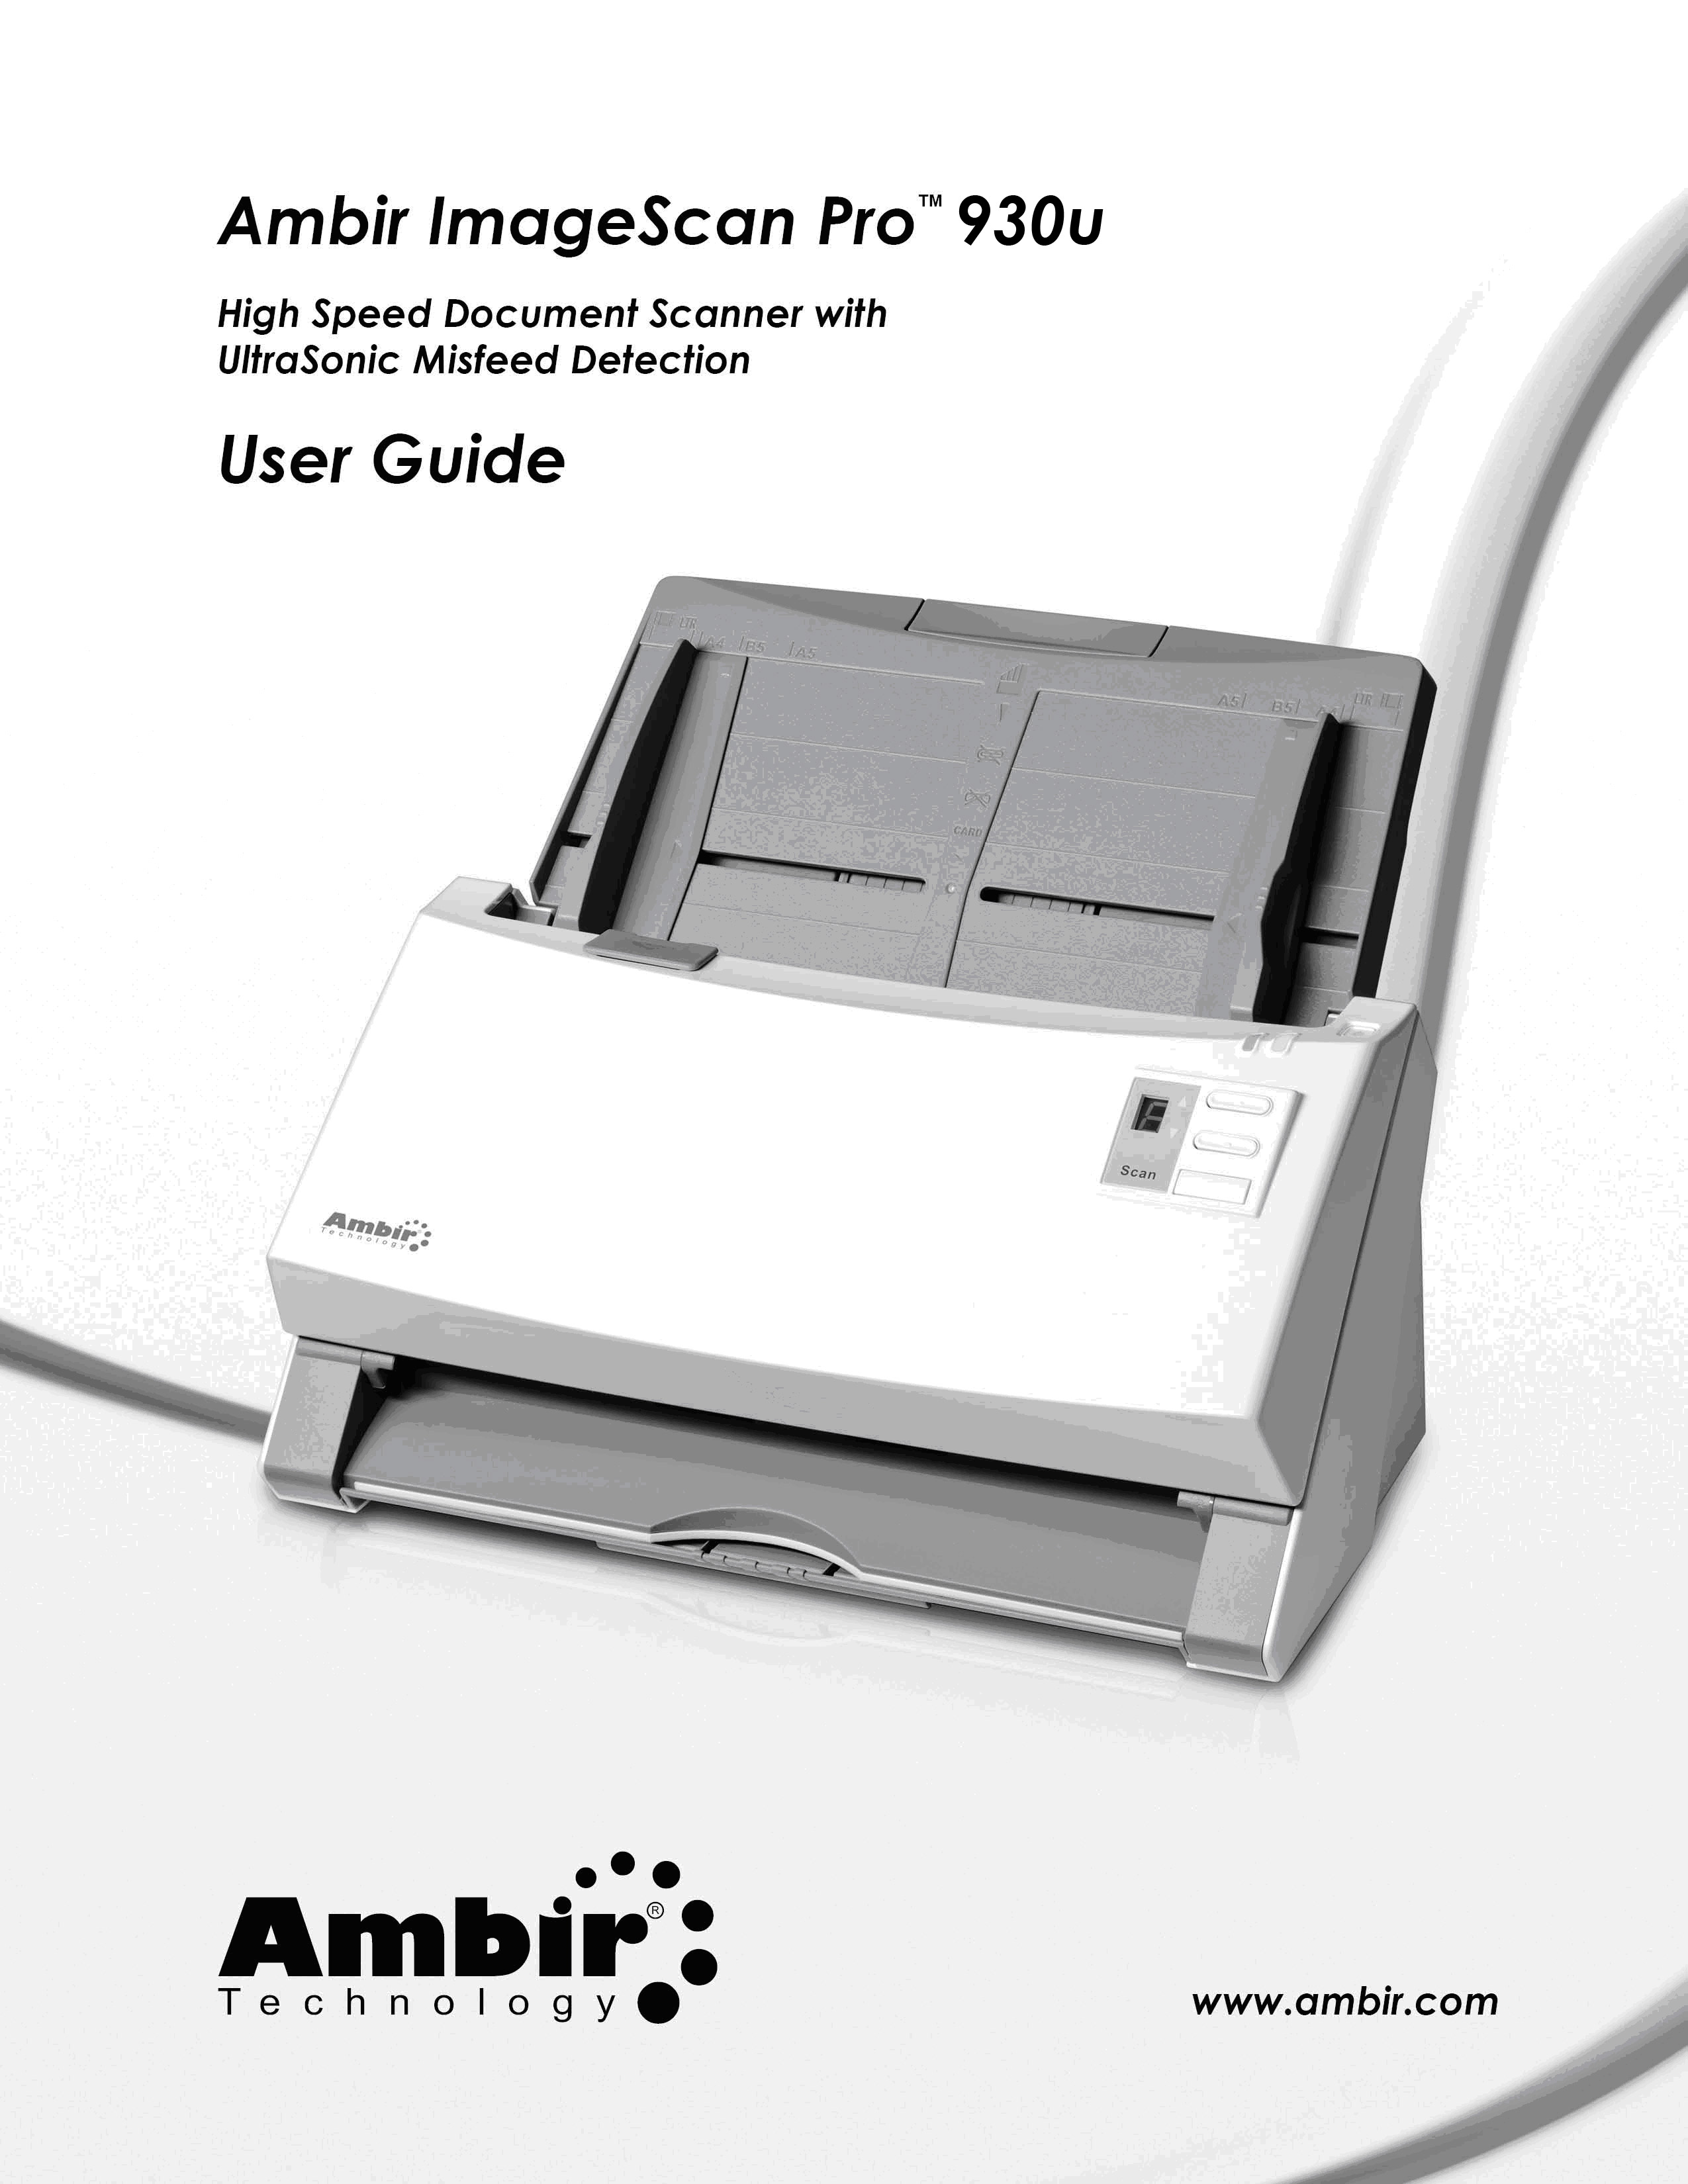 Ambir ImageScan Pro™ 930u
High Speed Document Scanner with
UltraSonic Misfeed Detection
User Guide
LTR
A4 B5 A5
A5 B5 A4 LTR
CARD
Scan
Ambir
Technology
Ambir®
Technology
www.ambir.com